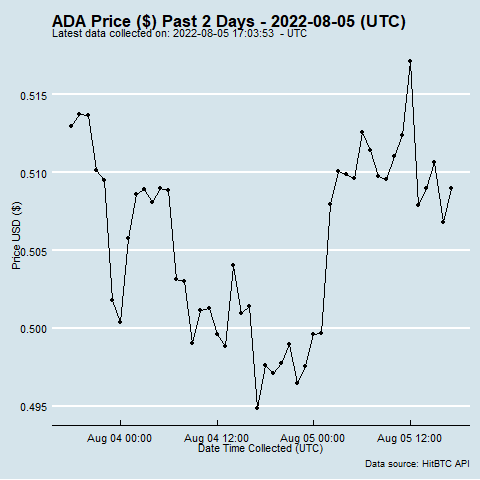 ADA Price ($) Past 2 Days - 2022-08-05 (UTC)
Latest data collected on: 2022-08-05 17:03:53  - UTC
0.515
0.510
0.505
0.500
0.495
Price USD ($)
Aug 04 00:00 Aug 04 12:00 Aug 05 00:00 Aug 05 12:00
Date Time Collected (UTC)
Data source: HitBTC API